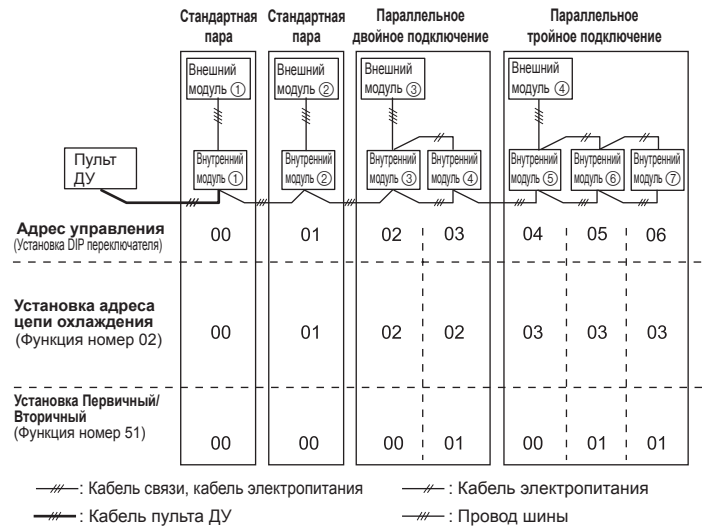 Стандартная пара
Стандартная пара
Параллельное двойное подключение
Параллельное тройное подключение
Внешний модуль ①
Внешний модуль ②
Внешний модуль ③
Внешний модуль ④
Пульт ДУ
Внутренний модуль ①
Внутренний модуль ②
Внутренний модуль ③
Внутренний модуль ④
Внутренний модуль ⑤
Внутренний модуль ⑥
Внутренний модуль ⑦
Адрес управления
(Установка DIP переключателя)
00 01 02 03 04 05 06
Установка адреса
цепи охлаждения
(Функция номер 02)
00 01 02 02 03 03 03
Установка Первичный/
Вторичный
(Функция номер 51)
00 00 00 01 00 01 01
: Кабель связи, кабель электропитания
: Кабель электропитания
: Кабель пульта ДУ
: Провод шины